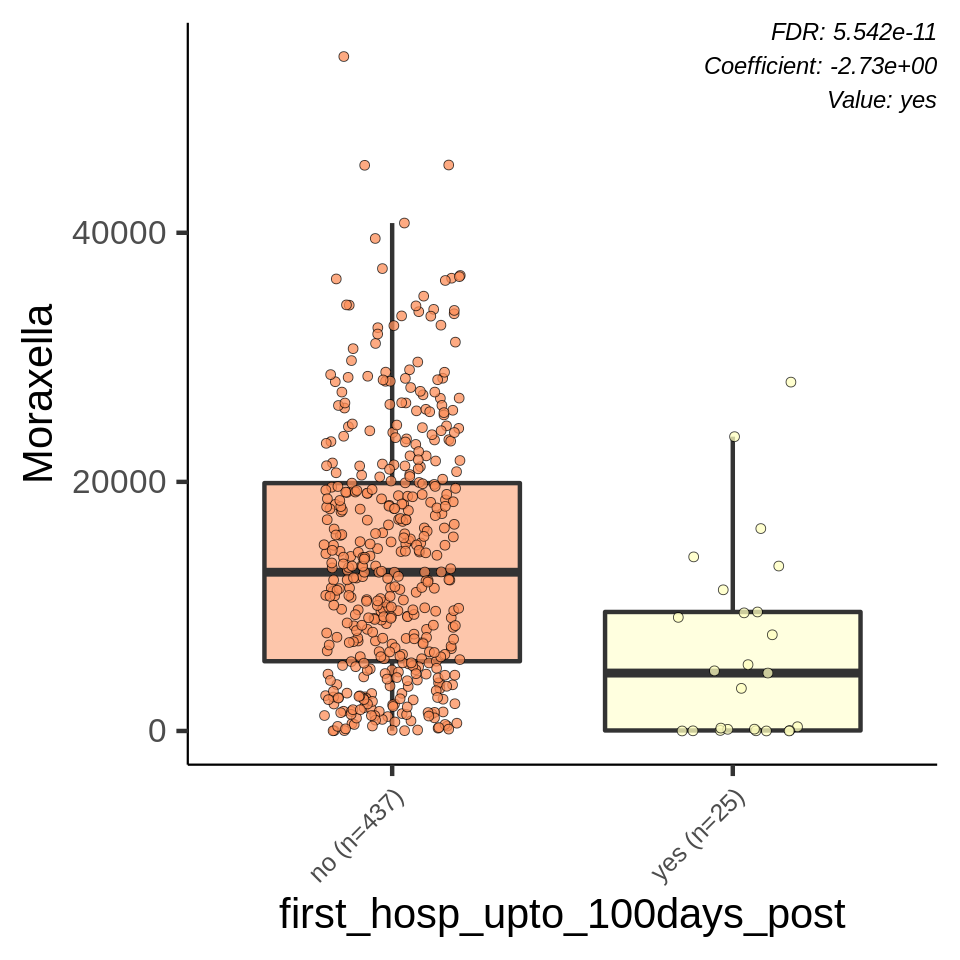 FDR: 5.542e-11
Coefficient: -2.73e+00
Value: yes
Moraxella
40000
20000
0
no (n=437)
yes (n=25)
first_hosp_upto_100days_post